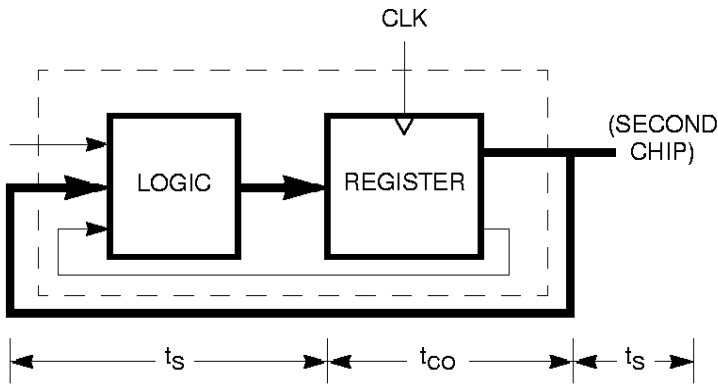 CLK
(SECOND
CHIP)
LOGIC
REGISTER
tS
tCO
tS